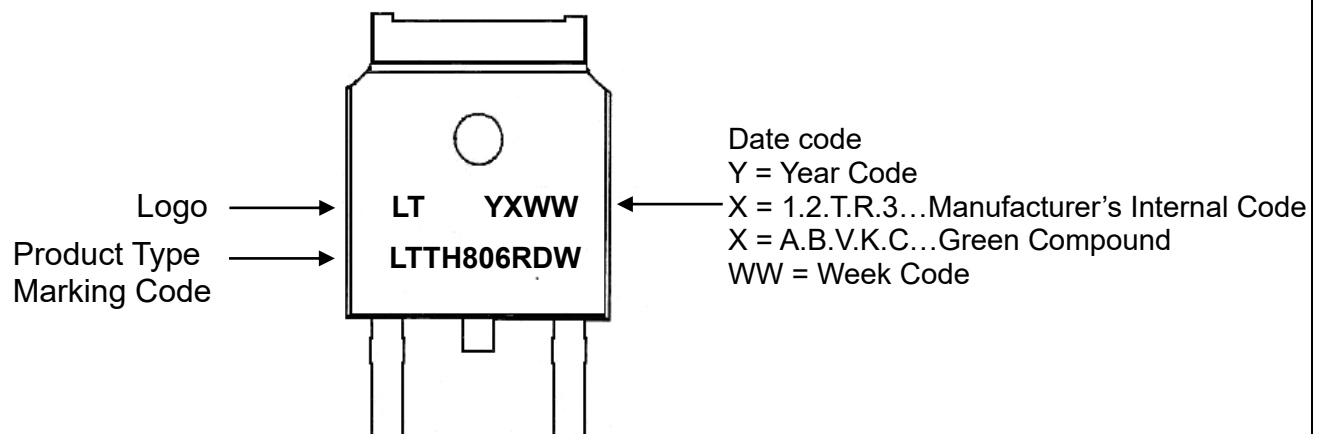 Logo
Product Type
Marking Code
LT YXWW
LTTH806RDW
Date code
Y = Year Code
X = 1.2.T.R.3…Manufacturer’s Internal Code
X = A.B.V.K.C…Green Compound
WW = Week Code